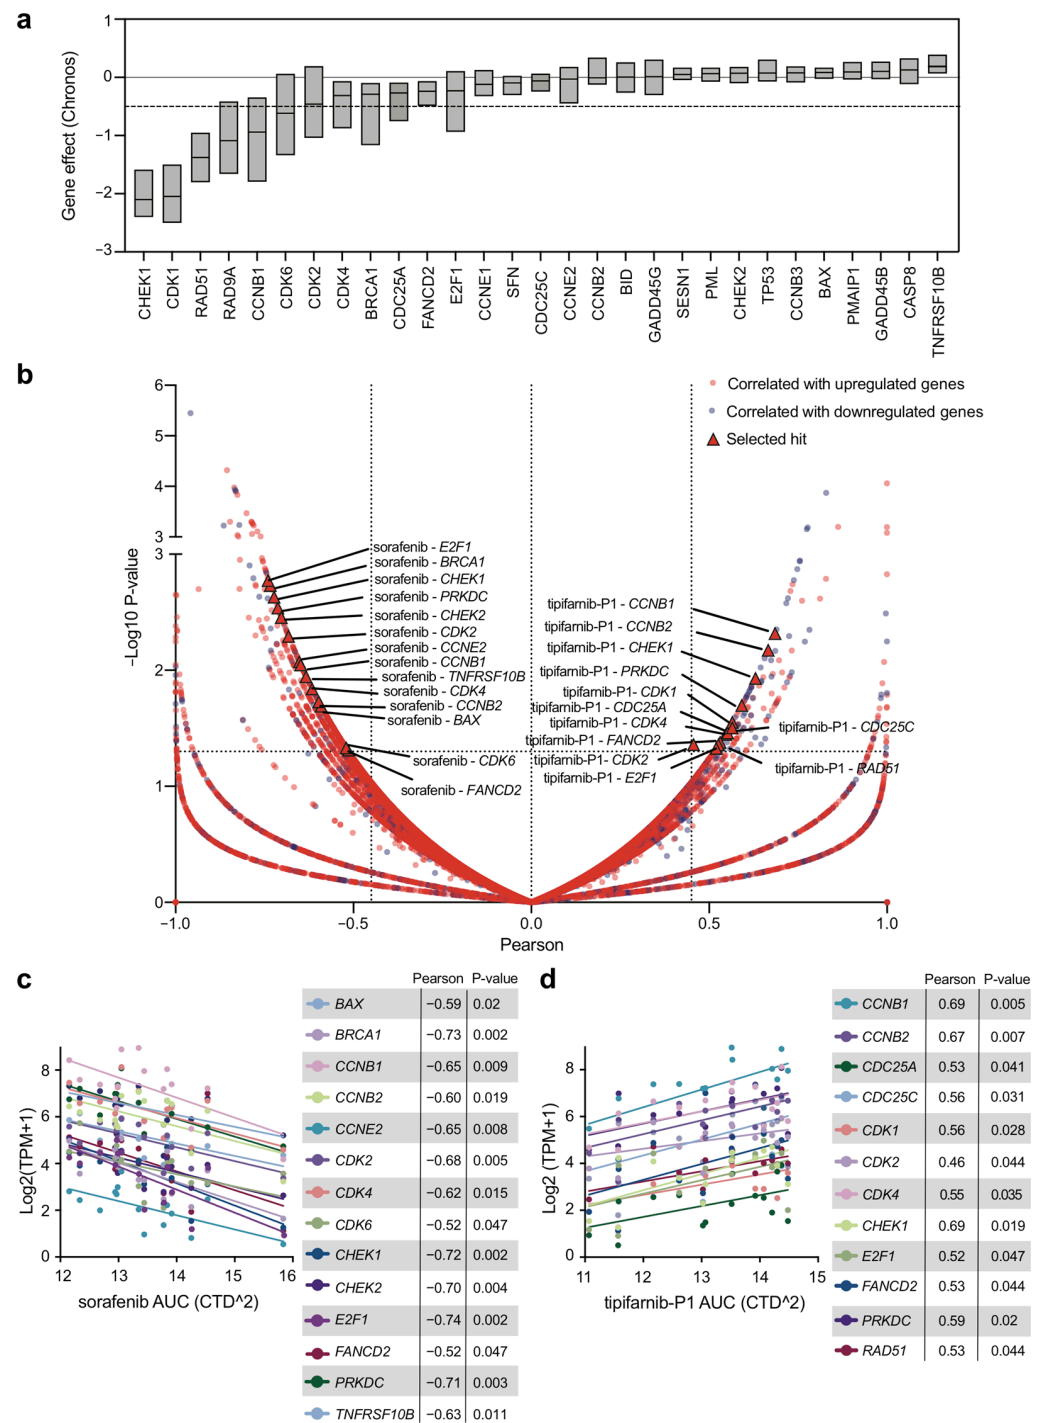 a
Gene effect (Chronos)
1
0
−1
−2
−3
CHEK1
CDK1
RAD51
RAD9A
CCNB1
CDK6
CDK2
CDK4
BRCA1
CDC25A
FANCD2
E2F1
CCNE1
SFN
CDC25C
CCNE2
CCNB2
BID
GADD45G
SESN1
PML
CHEK2
TP53
CCNB3
BAX
PMAIP1
GADD45B
CASP8
TNFRSF10B
b
−Log10 P-value
6
5
4
3
3
2
1
0
−1.0
−0.5
0.0
0.5
1.0
Pearson
Correlated with upregulated genes
Correlated with downregulated genes
Selected hit
sorafenib - E2F1
sorafenib - BRCA1
sorafenib - CHEK1
sorafenib - PRKDC
sorafenib - CHEK2
sorafenib - CDK2
sorafenib - CCNE2
sorafenib - CCNB1
sorafenib - TNFRSF10B
sorafenib - CDK4
sorafenib - CCNB2
sorafenib - BAX
sorafenib - CDK6
sorafenib - FANCD2
tipifarnib-P1 - CCNB1
tipifarnib-P1 - CCNB2
tipifarnib-P1 - CHEK1
tipifarnib-P1 - PRKDC
tipifarnib-P1- CDK1
tipifarnib-P1 - CDC25A
tipifarnib-P1 - CDK4
tipifarnib-P1 - FANCD2
tipifarnib-P1 - CDK2
tipifarnib-P1 - E2F1
tipifarnib-P1 - CDC25C
tipifarnib-P1 - RAD51
c
Log2(TPM+1)
8
6
4
2
0
12
13
14
15
16
sorafenib AUC (CTD^2)
Pearson P-value
BAX −0.59 0.02
BRCA1 −0.73 0.002
CCNB1 −0.65 0.009
CCNB2 −0.60 0.019
CCNE2 −0.65 0.008
CDK2 −0.68 0.005
CDK4 −0.62 0.015
CDK6 −0.52 0.047
CHEK1 −0.72 0.002
CHEK2 −0.70 0.004
E2F1 −0.74 0.002
FANCD2 −0.52 0.047
PRKDC −0.71 0.003
TNFRSF10B −0.63 0.011
d
Log2 (TPM+1)
8
6
4
2
0
11
12
13
14
15
tipifarnib-P1 AUC (CTD^2)
Pearson P-value
CCNB1 0.69 0.005
CCNB2 0.67 0.007
CDC25A 0.53 0.041
CDC25C 0.56 0.031
CDK1 0.56 0.028
CDK2 0.46 0.044
CDK4 0.55 0.035
CHEK1 0.69 0.019
E2F1 0.52 0.047
FANCD2 0.53 0.044
PRKDC 0.59 0.02
RAD51 0.53 0.044